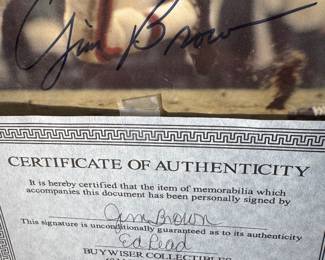 Jim Brown
CERTIFICATE OF AUTHENTICITY
It is hereby certified that the item of memorabilia which
accompanies this document has been personally signed by
Jim Brown
This signature is unconditionally guaranteed as to its authenticity
Ed Read
BUYWISER COLLECTIBLES